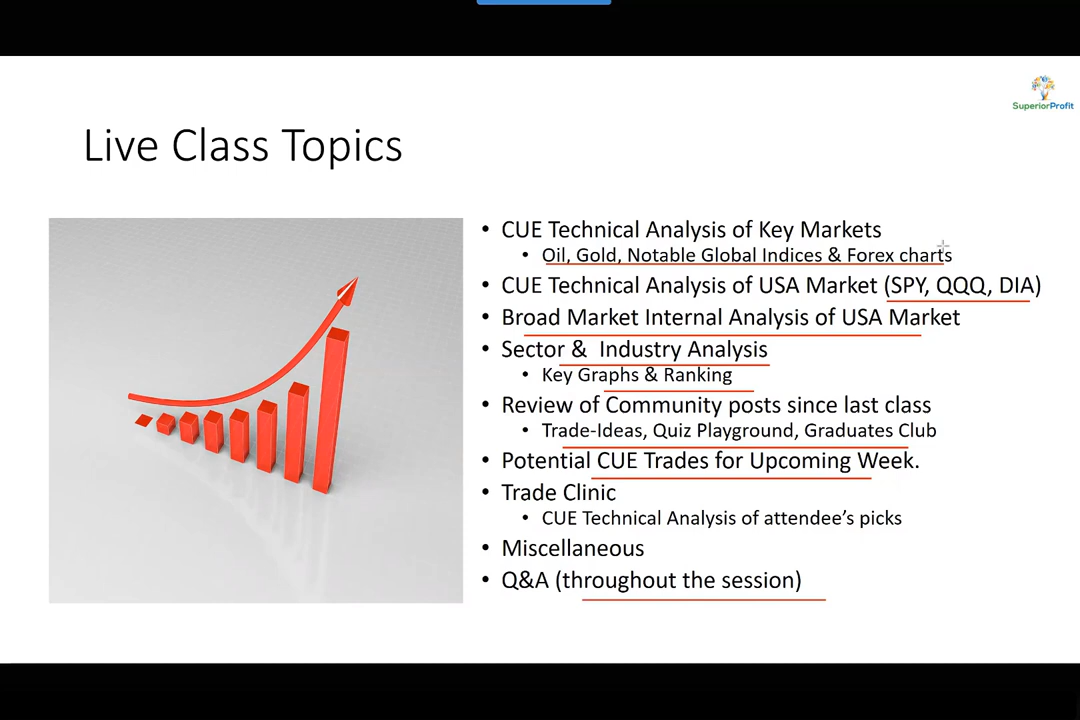 SuperiorProfit
Live Class Topics
• CUE Technical Analysis of Key Markets
• Oil, Gold, Notable Global Indices & Forex charts
• CUE Technical Analysis of USA Market (SPY, QQQ, DIA)
• Broad Market Internal Analysis of USA Market
• Sector & Industry Analysis
• Key Graphs & Ranking
• Review of Community posts since last class
• Trade-Ideas, Quiz Playground, Graduates Club
• Potential CUE Trades for Upcoming Week.
• Trade Clinic
• CUE Technical Analysis of attendee’s picks
• Miscellaneous
• Q&A (throughout the session)